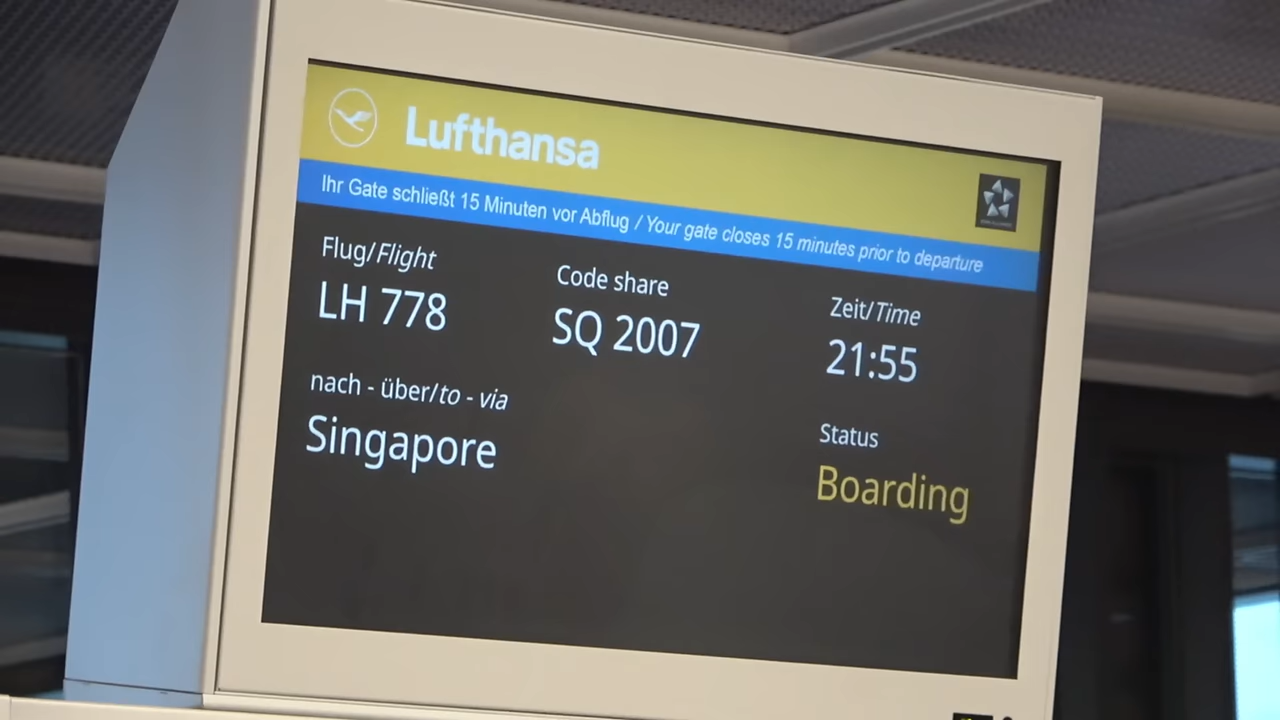 Lufthansa
Ihr Gate schließt 15 Minuten vor Abflug / Your gate closes 15 minutes prior to departure
Flug/Flight
Code share
Zeit/Time
LH 778
SQ 2007
21:55
nach - über/to - via
Status
Singapore
Boarding